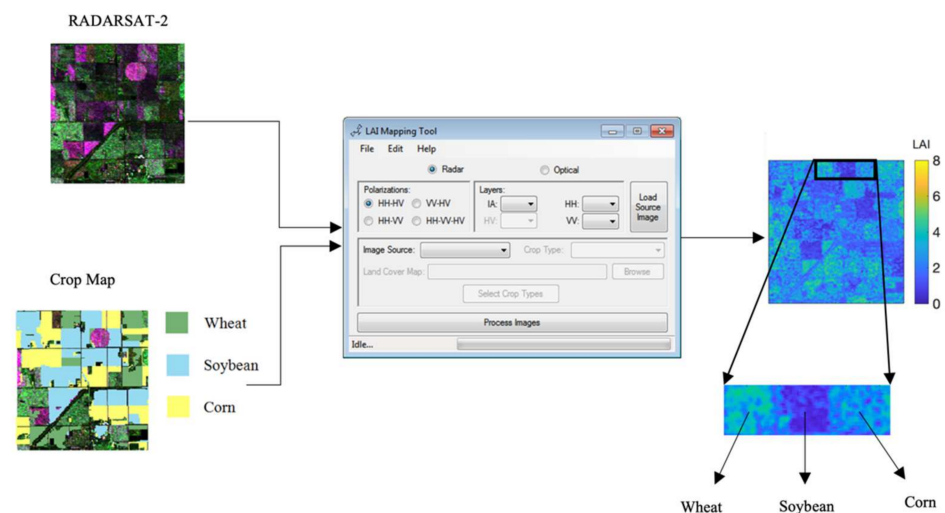 RADARSAT-2
Crop Map
Wheat
Soybean
Corn
LAI Mapping Tool
File Edit Help
Radar Optical
Polarizations:
HH-HV VV-HV
HH-VV HH-VV-HV
Layers:
IA: HH:
HV: VV:
Load
Source
Image
Image Source: Crop Type:
Land Cover Map: Browse
Select Crop Types
Process Images
Idle...
LAI
8
6
4
2
0
Wheat Soybean Corn